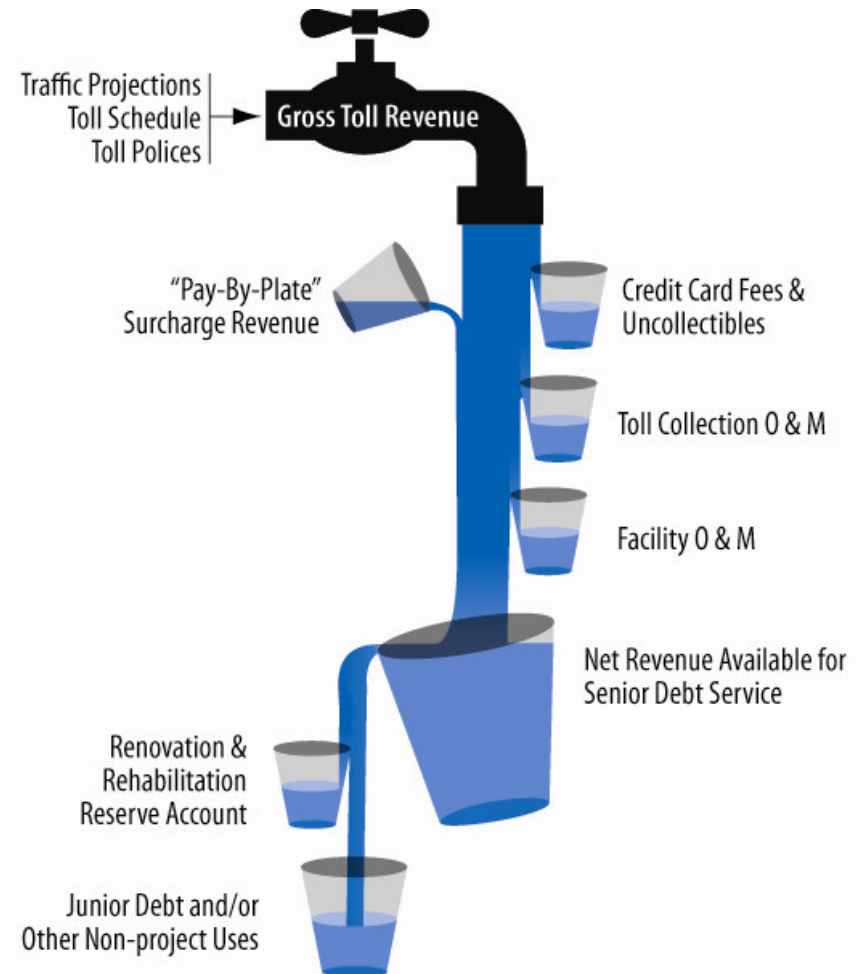 Traffic Projections
Toll Schedule
Toll Polices
Gross Toll Revenue
“Pay-By-Plate”
Surcharge Revenue
Credit Card Fees &
Uncollectibles
Toll Collection O & M
Facility O & M
Net Revenue Available for
Senior Debt Service
Renovation &
Rehabilitation
Reserve Account
Junior Debt and/or
Other Non-project Uses